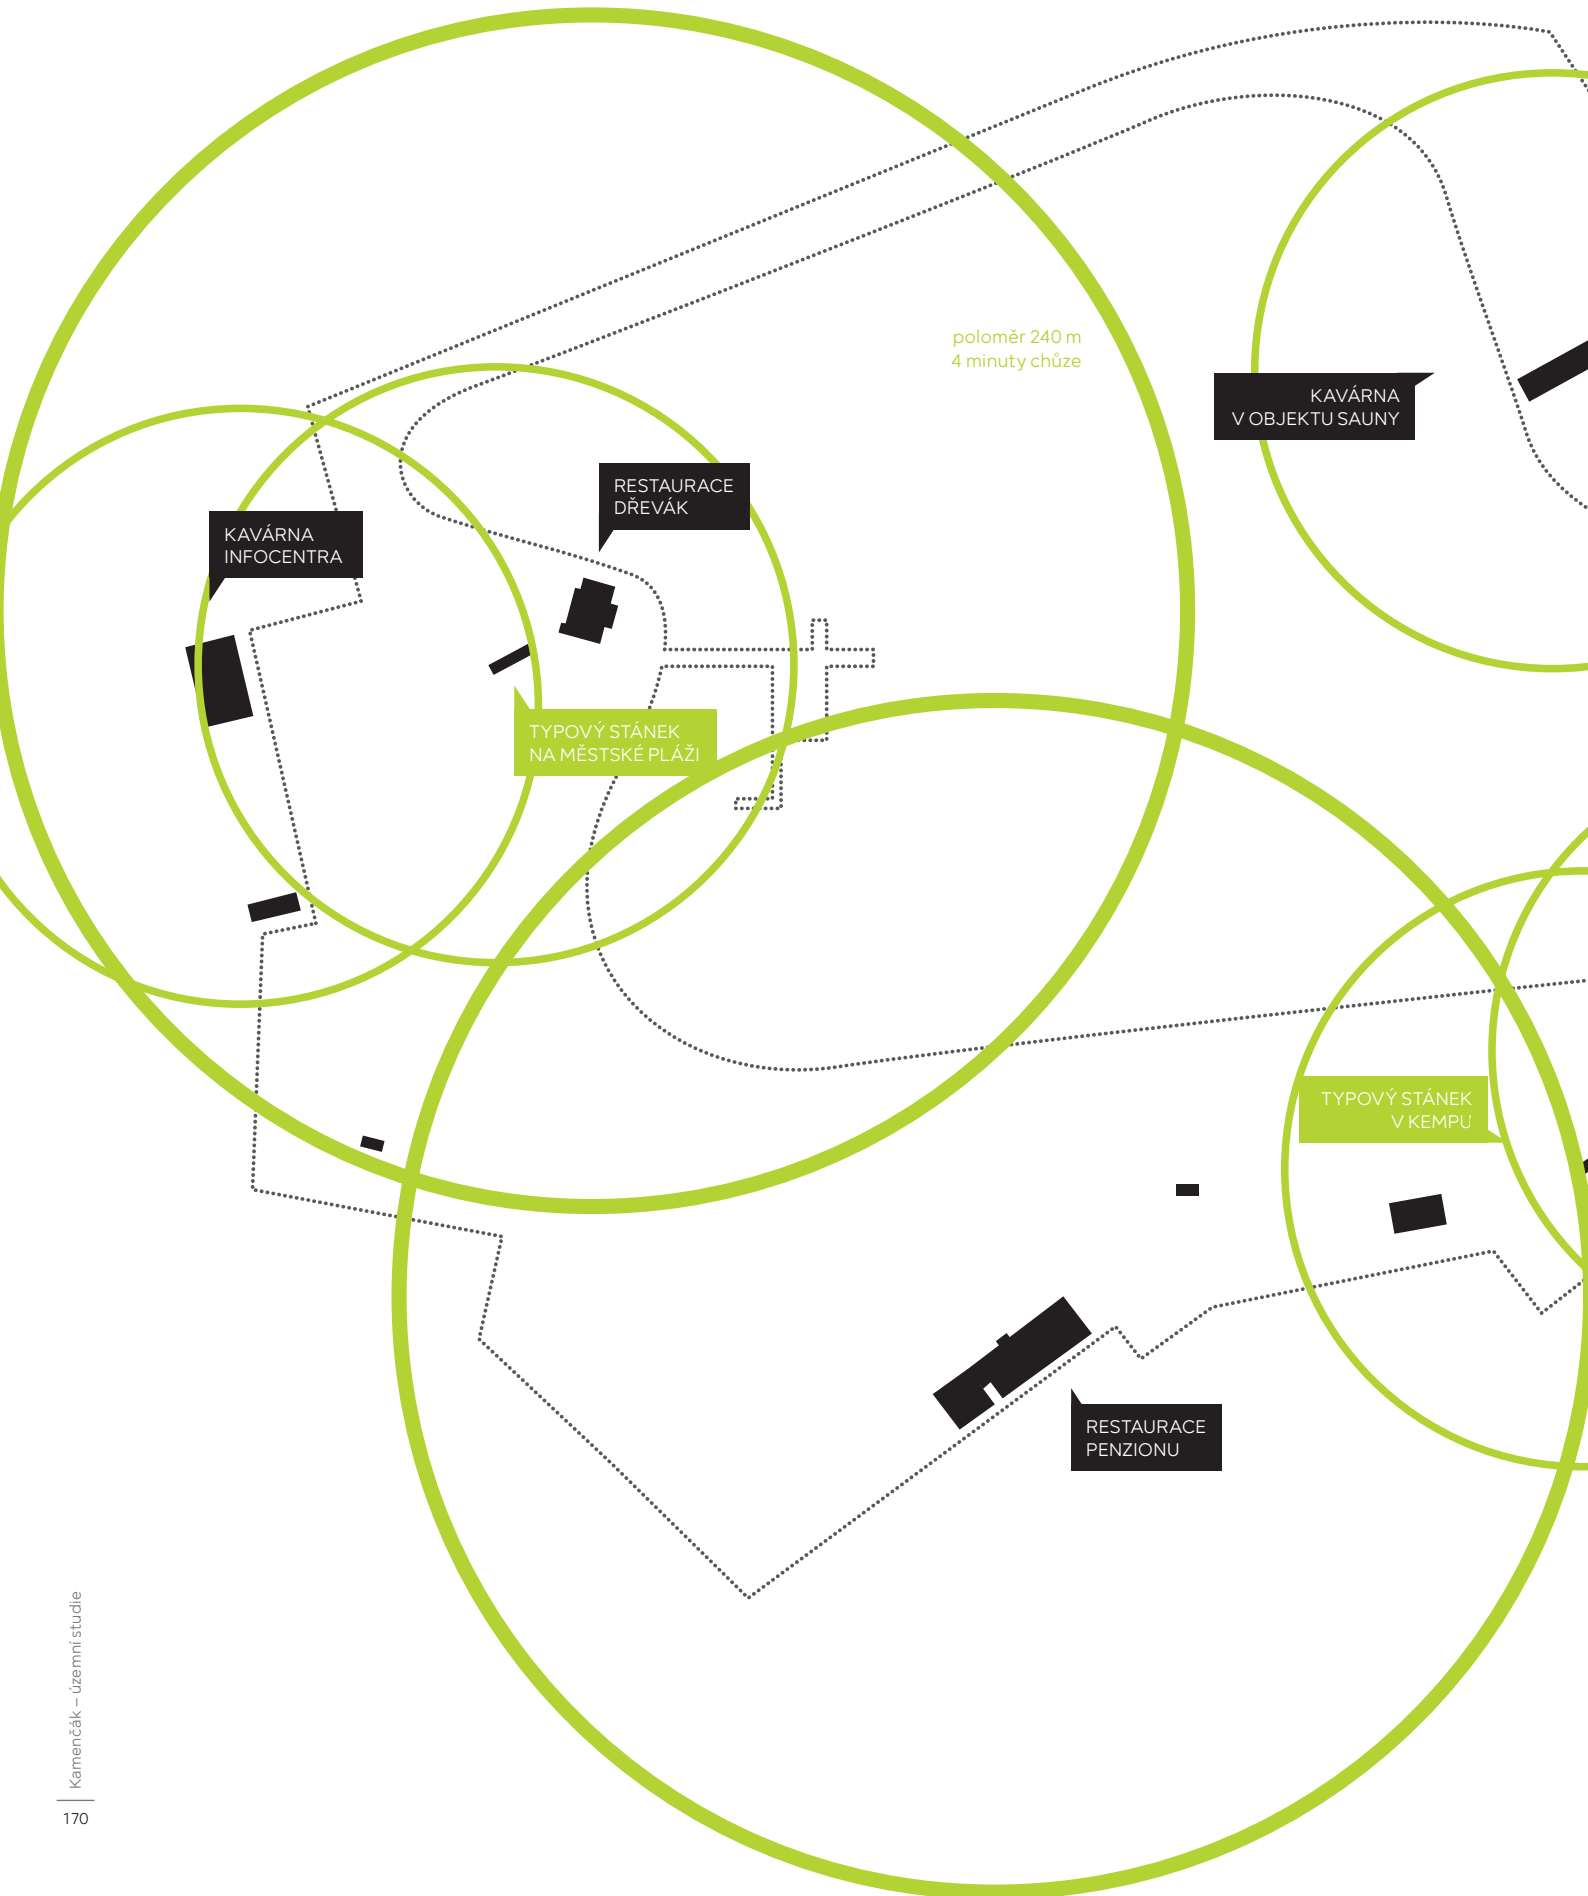 poloměr 240 m
4 minuty chůze
KAVÁRNA
V OBJEKTU SAUNY
RESTAURACE
DŘEVÁK
KAVÁRNA
INFOCENTRA
TYPOVÝ STÁNEK
NA MĚSTSKÉ PLÁŽI
TYPOVÝ STÁNEK
V KEMPU
RESTAURACE
PENZIONU
Kamenčák – územní studie
170